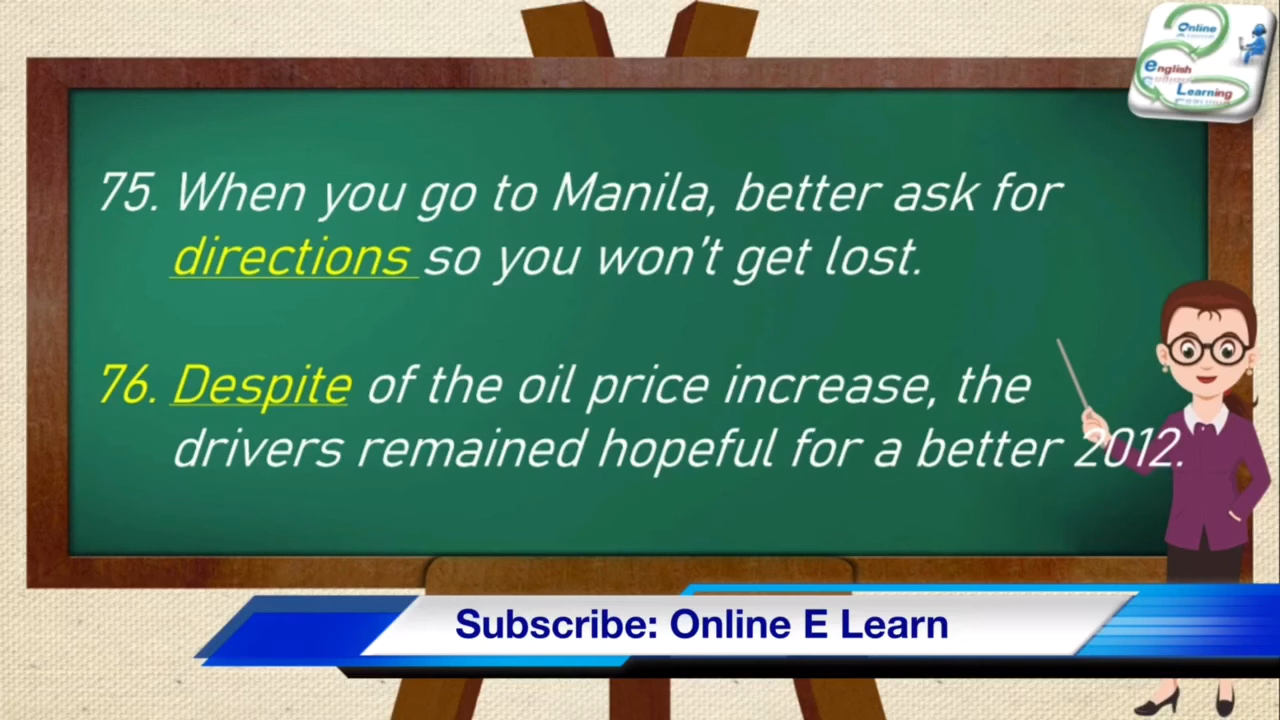 Online
english
Learning
75. When you go to Manila, better ask for
directions so you won't get lost.
76. Despite of the oil price increase, the
drivers remained hopeful for a better 2012.
Subscribe: Online E Learn